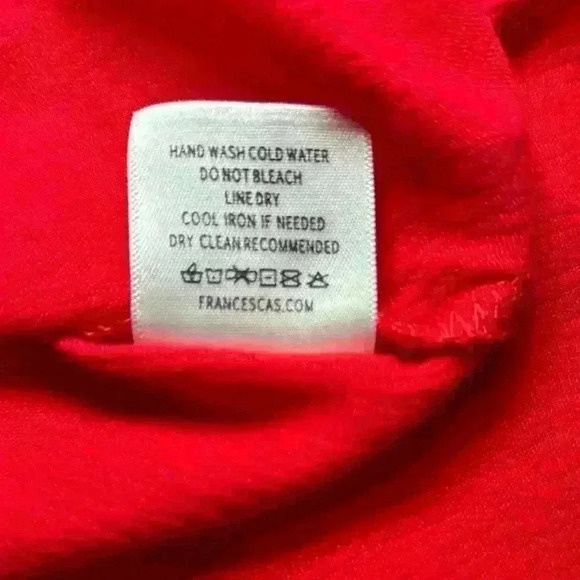 HAND WASH COLD WATER
DO NOT BLEACH
LINE DRY
COOL IRON IF NEEDED
DRY CLEAN RECOMMENDED
FRANCESCAS.COM